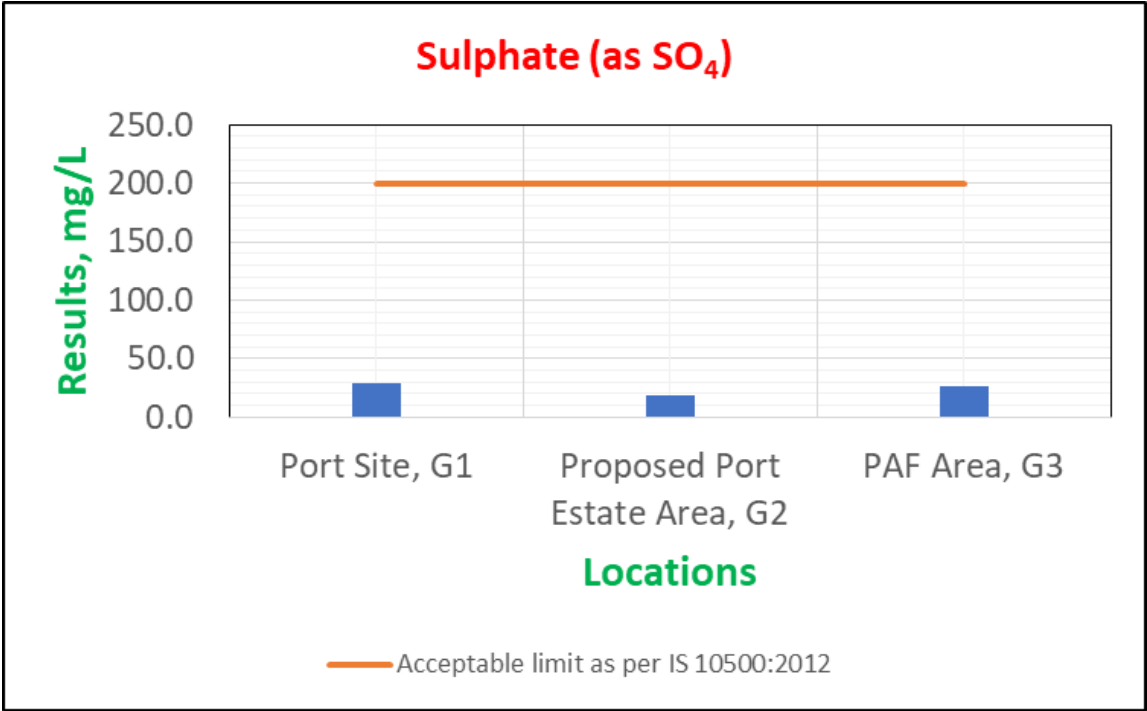 Sulphate (as SO₄)
Results, mg/L
250.0
200.0
150.0
100.0
50.0
0.0
Port Site, G1
Proposed Port
Estate Area, G2
PAF Area, G3
Locations
Acceptable limit as per IS 10500:2012